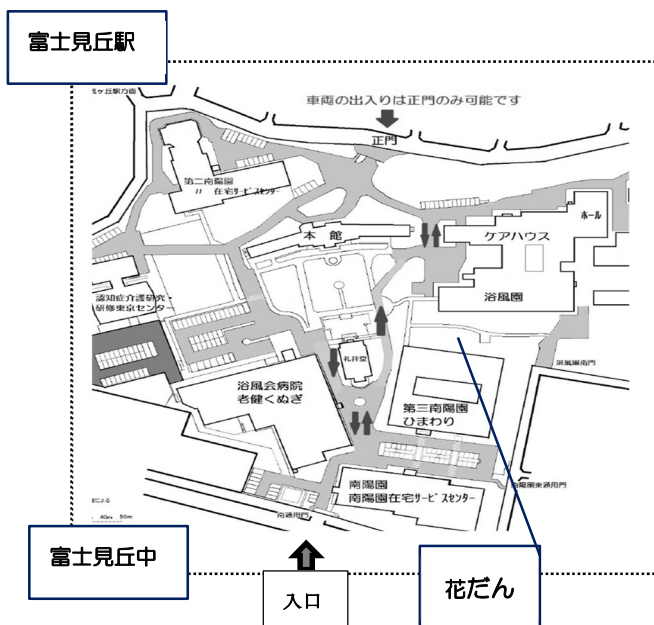 富士見丘駅
車両の出入りは正門のみ可能です
正門
第二南陽園
〃 在宅サービスセンター
本館
ホール
ケアハウス
浴風園
認知症介護研究・
研修東京センター
礼拝堂
浴風園南門
浴風会病院
老健くぬぎ
第三南陽園
ひまわり
南陽園
南陽園在宅サービスセンター
南陽園東通用門
南通用門
40m 80m
富士見丘中
入口
花だん